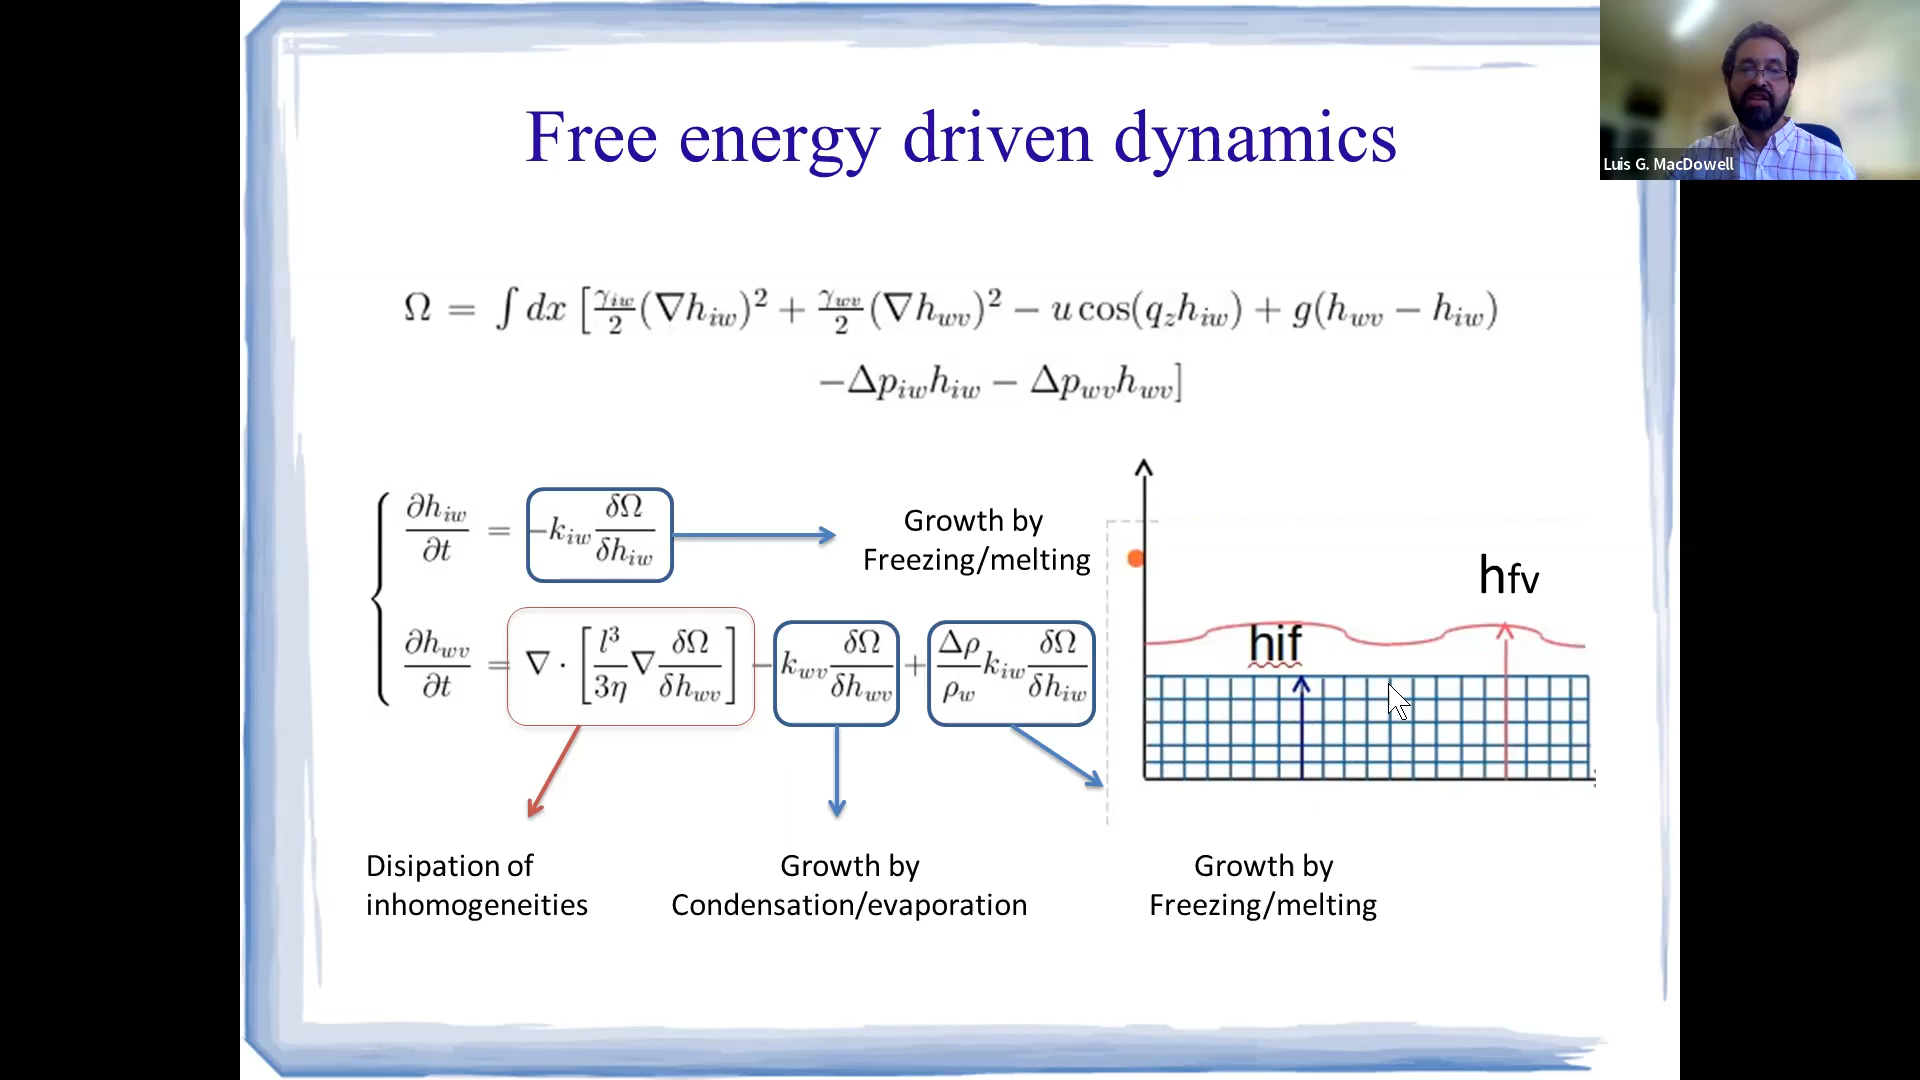 Luis G. MacDowell
Free energy driven dynamics
Ω = ∫ dx [ γ_iw/2 (∇h_iw)² + γ_wv/2 (∇h_wv)² − u cos(q_z h_iw) + g(h_wv − h_iw)
−Δp_iw h_iw − Δp_wv h_wv ]
∂h_iw/∂t = −k_iw δΩ/δh_iw
Growth by
Freezing/melting
∂h_wv/∂t = ∇ · [ l³/3η ∇ δΩ/δh_wv ] − k_wv δΩ/δh_wv + Δρ/ρ_w k_iw δΩ/δh_iw
hfv
hif
Disipation of
inhomogeneities
Growth by
Condensation/evaporation
Growth by
Freezing/melting